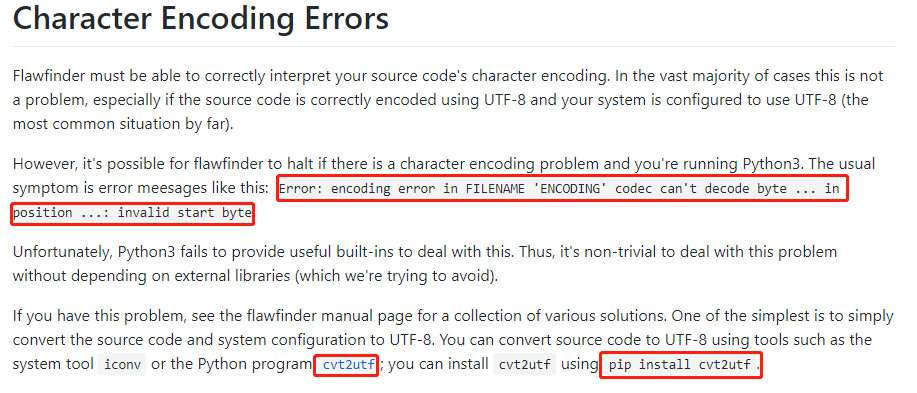 Character Encoding Errors
Flawfinder must be able to correctly interpret your source code's character encoding. In the vast majority of cases this is not
a problem, especially if the source code is correctly encoded using UTF-8 and your system is configured to use UTF-8 (the
most common situation by far).
However, it's possible for flawfinder to halt if there is a character encoding problem and you're running Python3. The usual
symptom is error meesages like this: Error: encoding error in FILENAME 'ENCODING' codec can't decode byte ... in
position ...: invalid start byte
Unfortunately, Python3 fails to provide useful built-ins to deal with this. Thus, it's non-trivial to deal with this problem
without depending on external libraries (which we're trying to avoid).
If you have this problem, see the flawfinder manual page for a collection of various solutions. One of the simplest is to simply
convert the source code and system configuration to UTF-8. You can convert source code to UTF-8 using tools such as the
system tool iconv or the Python program cvt2utf; you can install cvt2utf using pip install cvt2utf.